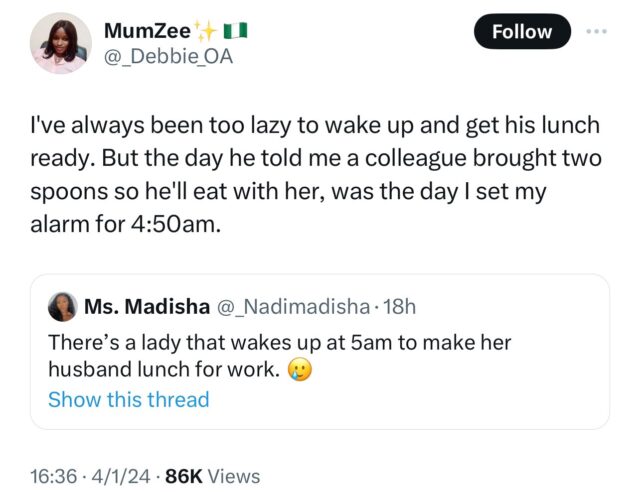 MumZee✨🇳🇬
@_Debbie_OA
Follow
I've always been too lazy to wake up and get his lunch
ready. But the day he told me a colleague brought two
spoons so he'll eat with her, was the day I set my
alarm for 4:50am.
Ms. Madisha @_Nadimadisha · 18h
There’s a lady that wakes up at 5am to make her
husband lunch for work. 🥲
Show this thread
16:36 · 4/1/24 · 86K Views